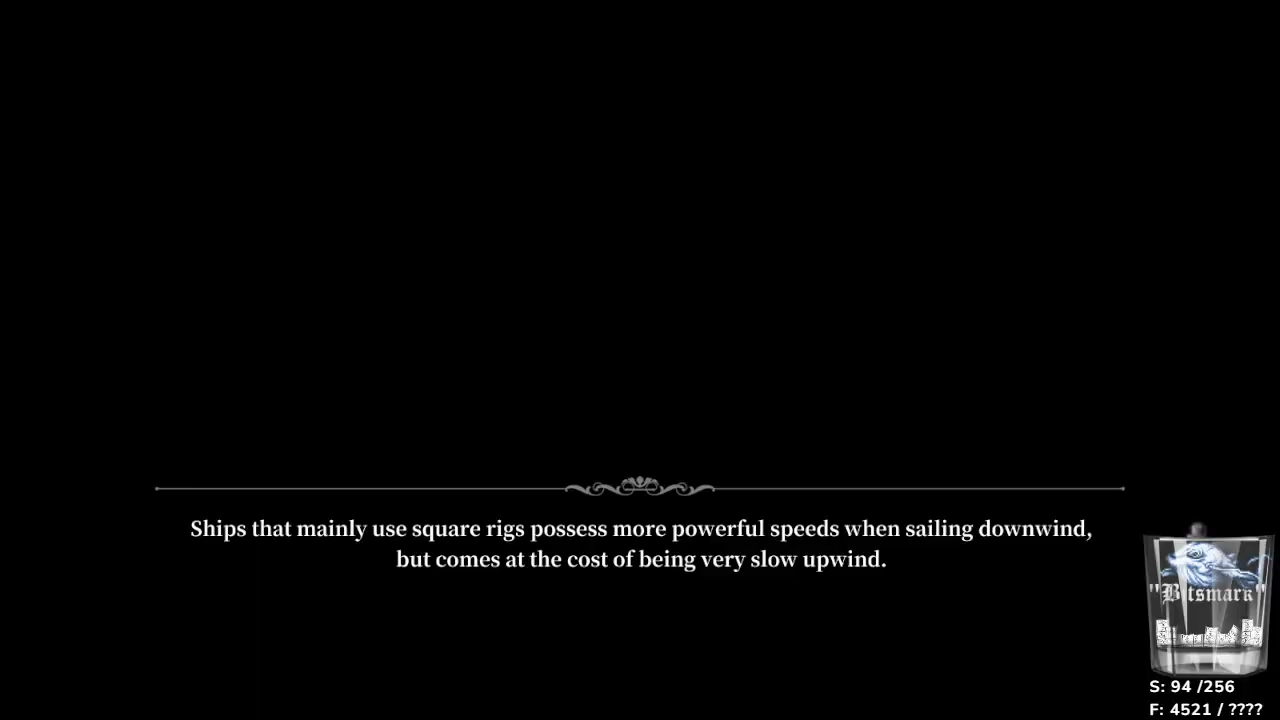 Ships that mainly use square rigs possess more powerful speeds when sailing downwind,
but comes at the cost of being very slow upwind.
"Bitsmark"
S: 94 /256
F: 4521 / ????